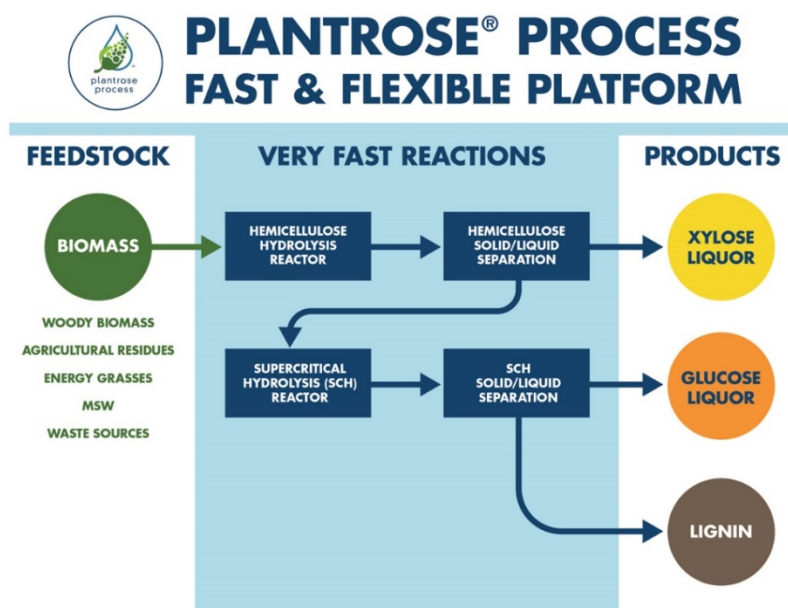 plantrose
process
PLANTROSE® PROCESS
FAST & FLEXIBLE PLATFORM
FEEDSTOCK
VERY FAST REACTIONS
PRODUCTS
BIOMASS
HEMICELLULOSE
HYDROLYSIS
REACTOR
HEMICELLULOSE
SOLID/LIQUID
SEPARATION
XYLOSE
LIQUOR
WOODY BIOMASS
AGRICULTURAL RESIDUES
ENERGY GRASSES
MSW
WASTE SOURCES
SUPERCRITICAL
HYDROLYSIS (SCH)
REACTOR
SCH
SOLID/LIQUID
SEPARATION
GLUCOSE
LIQUOR
LIGNIN